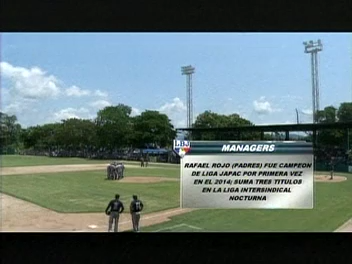 MANAGERS
RAFAEL ROJO (PADRES) FUE CAMPEON
DE LIGA JAPAC POR PRIMERA VEZ
EN EL 2014; SUMA TRES TITULOS
EN LA LIGA INTERSINDICAL
NOCTURNA